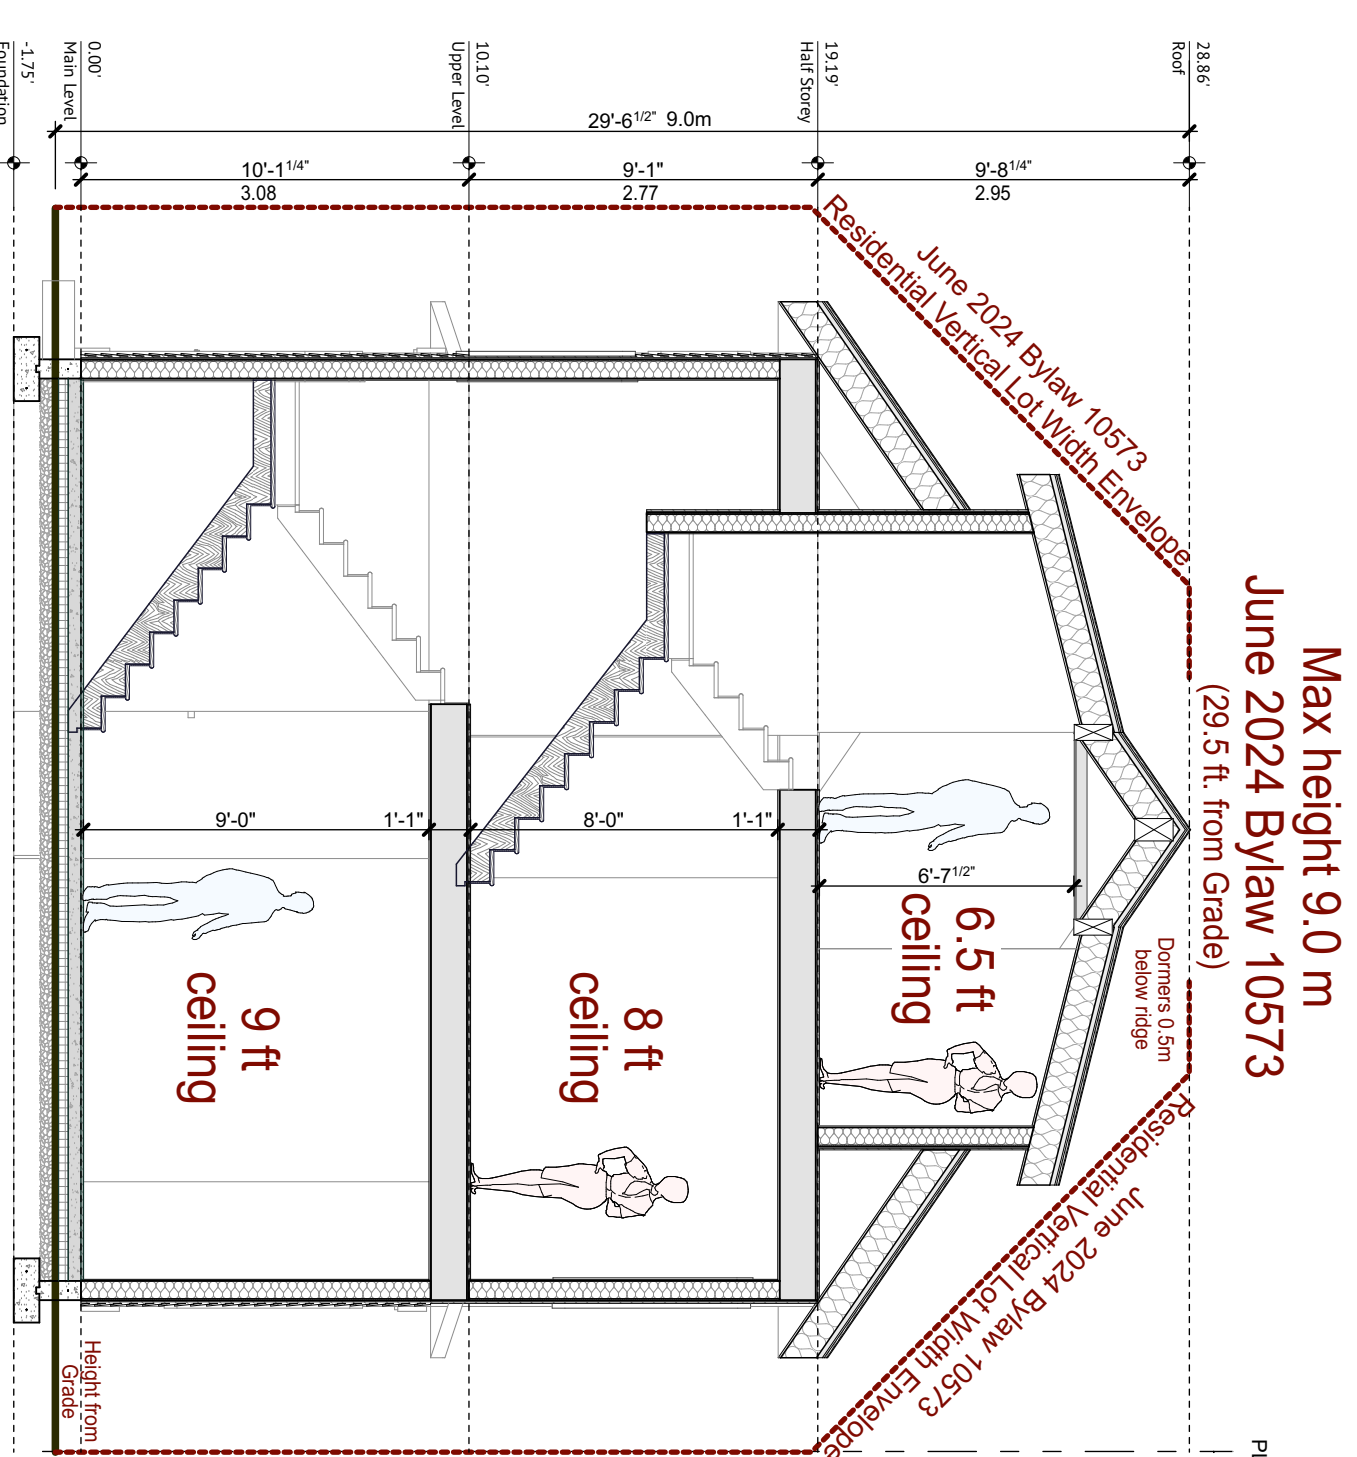 Max height 9.0 m
June 2024 Bylaw 10573
(29.5 ft. from Grade)
28.86'
Roof
19.19'
Half Storey
10.10'
Upper Level
0.00'
Main Level
-1.75'
Foundation
29'-6 1/2" 9.0m
9'-8 1/4"
2.95
9'-1"
2.77
10'-1 1/4"
3.08
June 2024 Bylaw 10573
Residential Vertical Lot Width Envelope
Residential Vertical Lot Width Envelope
June 2024 Bylaw 10573
Dormers 0.5m
below ridge
6'-7 1/2"
6.5 ft
ceiling
1'-1"
8'-0"
8 ft
ceiling
1'-1"
9'-0"
9 ft
ceiling
Height from
Grade